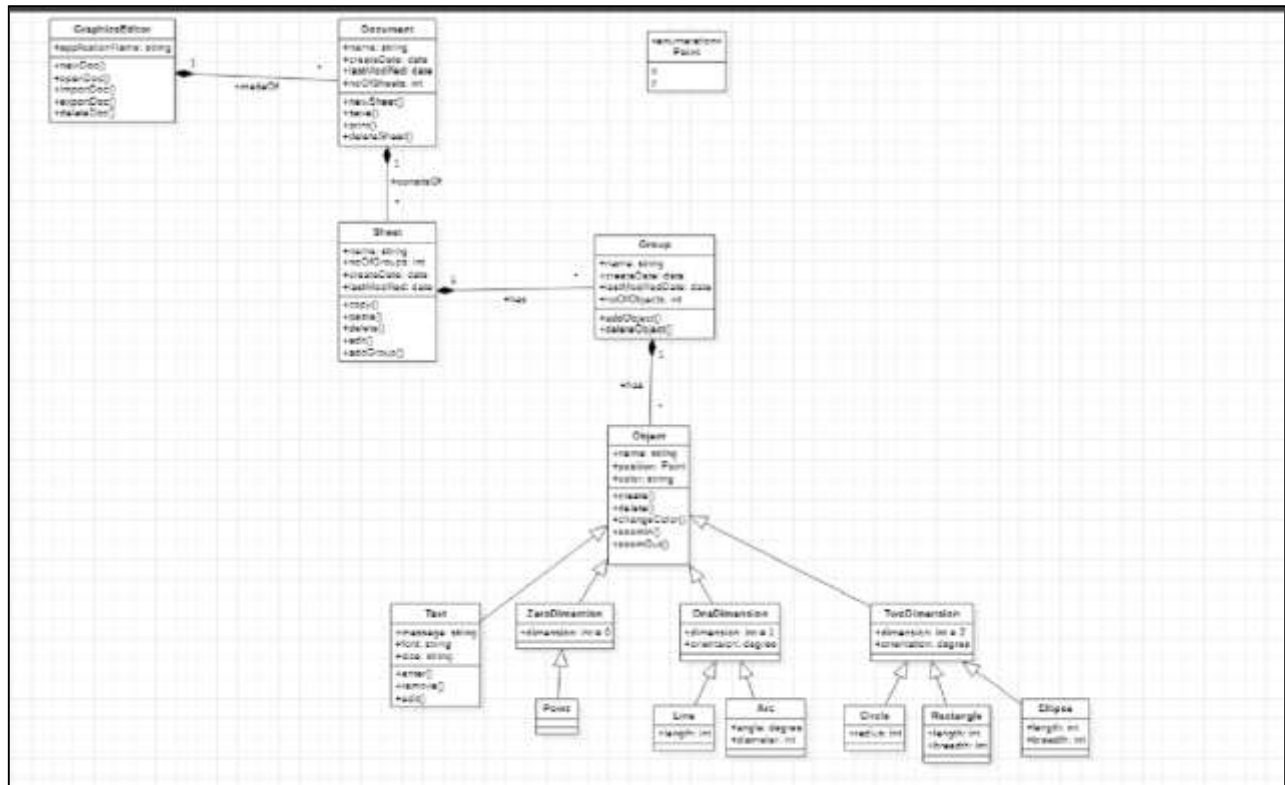 GraphicsEditor
+applicationName: string
+newDoc()
+openDoc()
+imporDoc()
+exporDoc()
+deleteDoc()
1
*
+madeOf
Document
+name: string
+createDate: date
+lastModified: date
+noOfSheets: int
+newSheet()
+save()
+print()
+deleteSheet()
1
+consistsOf
*
«enumeration»
Point
Sheet
+name: string
+noOfGroups: int
+createDate: date
+lastModified: date
+copy()
+paste()
+delete()
+edit()
+addGroup()
*
+has
Group
+name: string
+createDate: date
+lastModifiedDate: date
+noOfObjects: int
+addObject()
+deleteObject()
1
+has
*
Object
+name: string
+position: Point
+color: string
+create()
+delete()
+changeColor()
+zoomIn()
+zoomOut()
Text
+message: string
+font: string
+size: string
+enter()
+remove()
+edit()
ZeroDimention
+dimension: int = 0
OneDimension
+dimension: int = 1
+orientation: degree
TwoDimension
+dimension: int = 2
+orientation: degree
Point
Line
+length: int
Arc
+angle: degree
+diameter: int
Circle
+radius: int
Rectangle
+length: int
+breadth: int
Ellipse
+length: int
+breadth: int